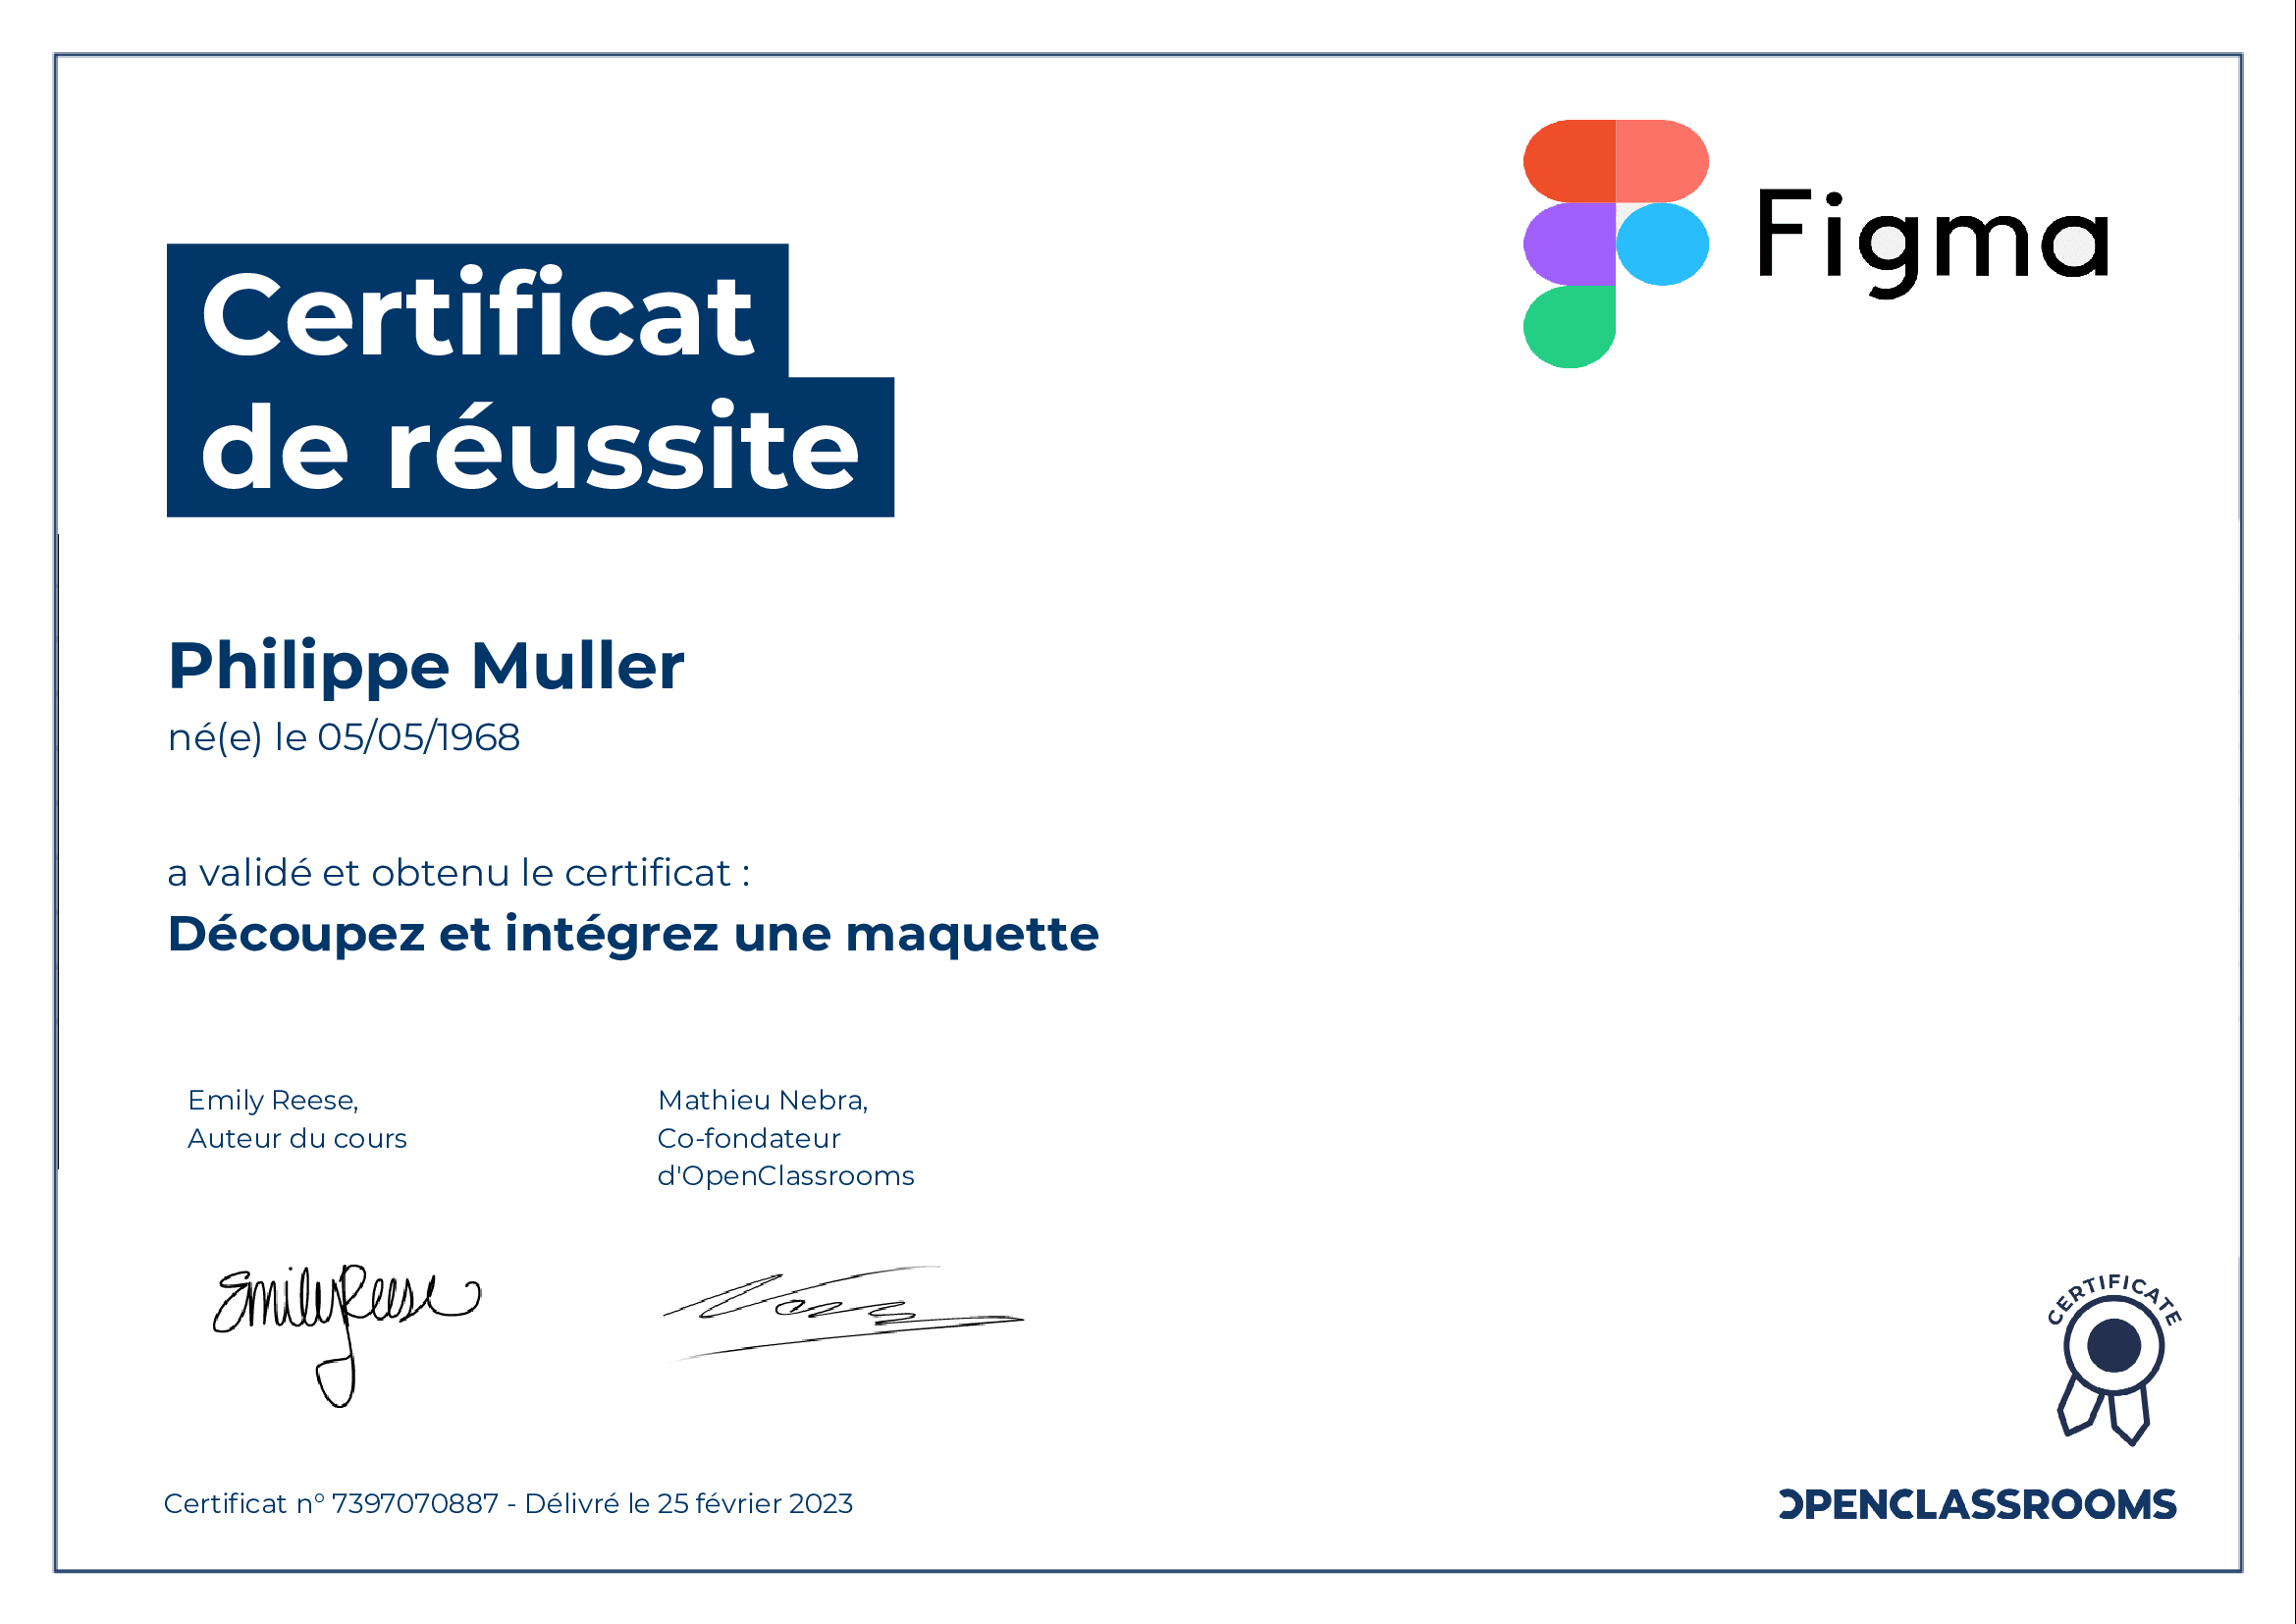 Figma
Certificat
de réussite
Philippe Muller
né(e) le 05/05/1968
a validé et obtenu le certificat :
Découpez et intégrez une maquette
Emily Reese,
Auteur du cours
Mathieu Nebra,
Co-fondateur
d'OpenClassrooms
EmilyReese
CERTIFICATE
Certificat n° 7397070887 - Délivré le 25 février 2023
OPENCLASSROOMS